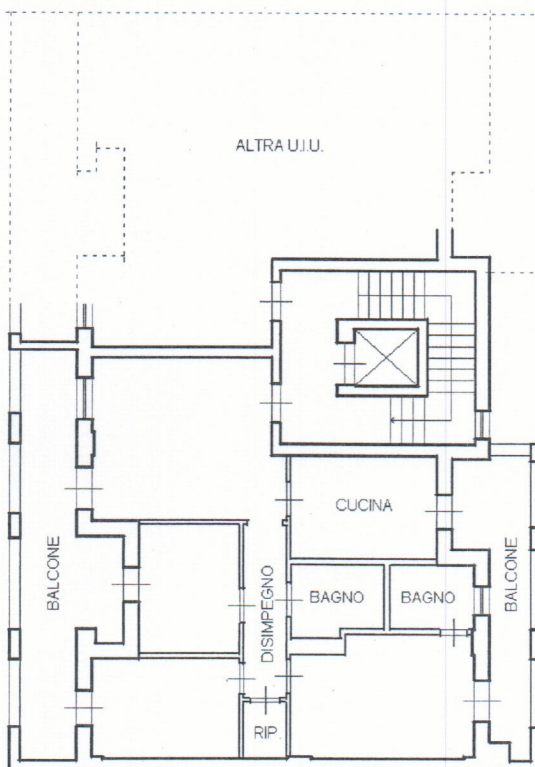 ALTRA U.I.U.
CUCINA
BALCONE
DISIMPEGNO
BAGNO
BAGNO
BALCONE
RIP.